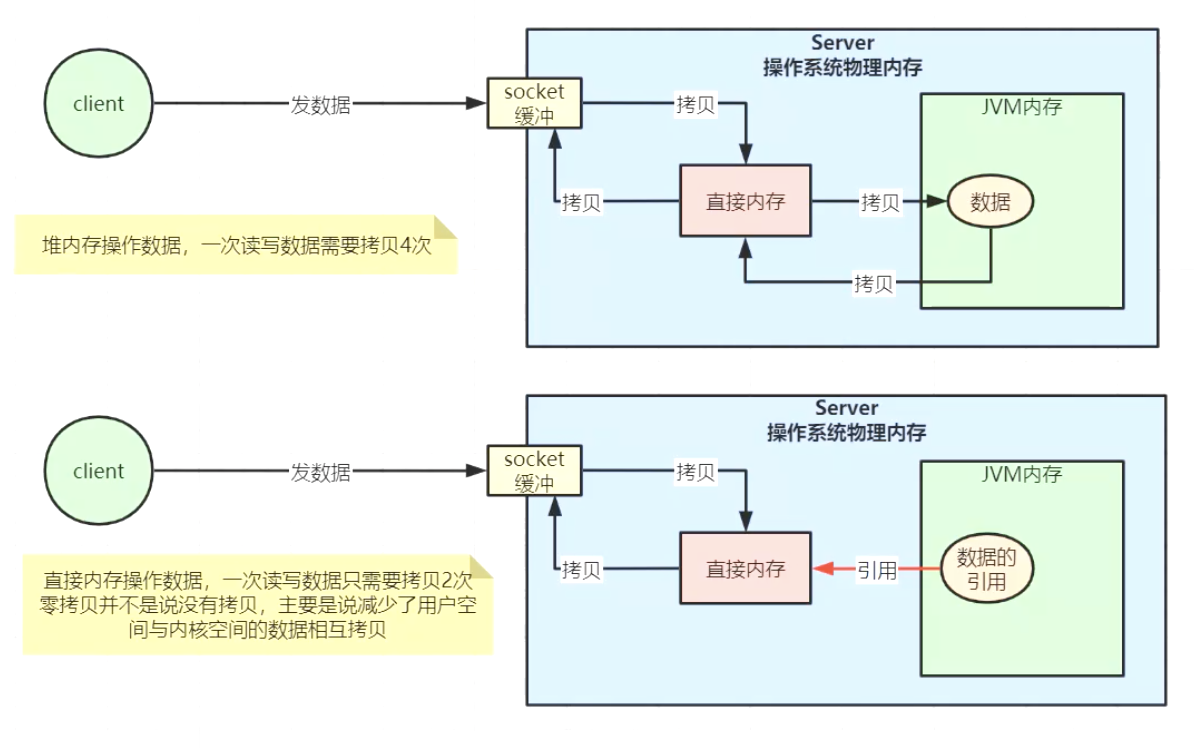 Server
操作系统物理内存
client
发数据
socket
缓冲
拷贝
JVM内存
拷贝
直接内存
拷贝
数据
堆内存操作数据，一次读写数据需要拷贝4次
拷贝
Server
操作系统物理内存
client
发数据
socket
缓冲
拷贝
JVM内存
拷贝
直接内存
引用
数据的
引用
直接内存操作数据，一次读写数据只需要拷贝2次
零拷贝并不是说没有拷贝，主要是说减少了用户空
间与内核空间的数据相互拷贝